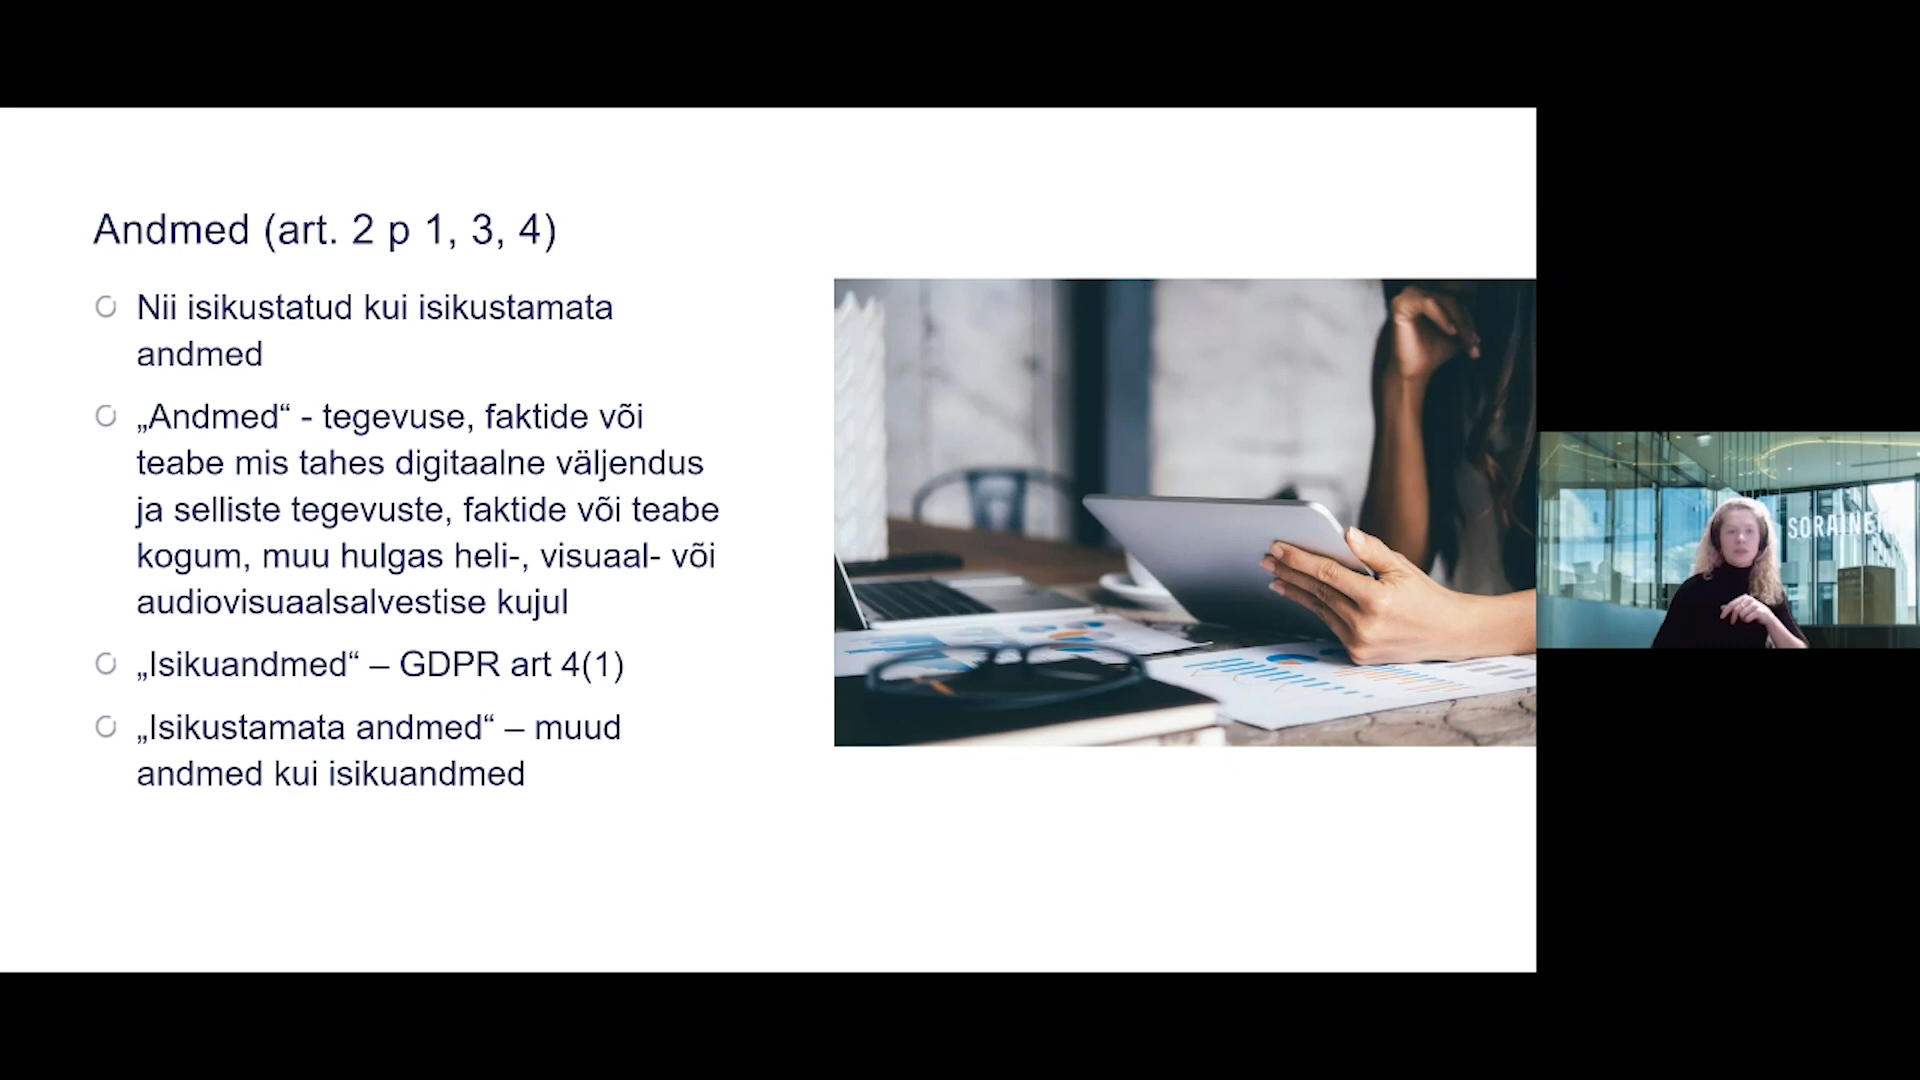 Andmed (art. 2 p 1, 3, 4)
Nii isikustatud kui isikustamata
andmed
„Andmed“ - tegevuse, faktide või
teabe mis tahes digitaalne väljendus
ja selliste tegevuste, faktide või teabe
kogum, muu hulgas heli-, visuaal- või
audiovisuaalsalvestise kujul
„Isikuandmed“ – GDPR art 4(1)
„Isikustamata andmed“ – muud
andmed kui isikuandmed
SORAINEN